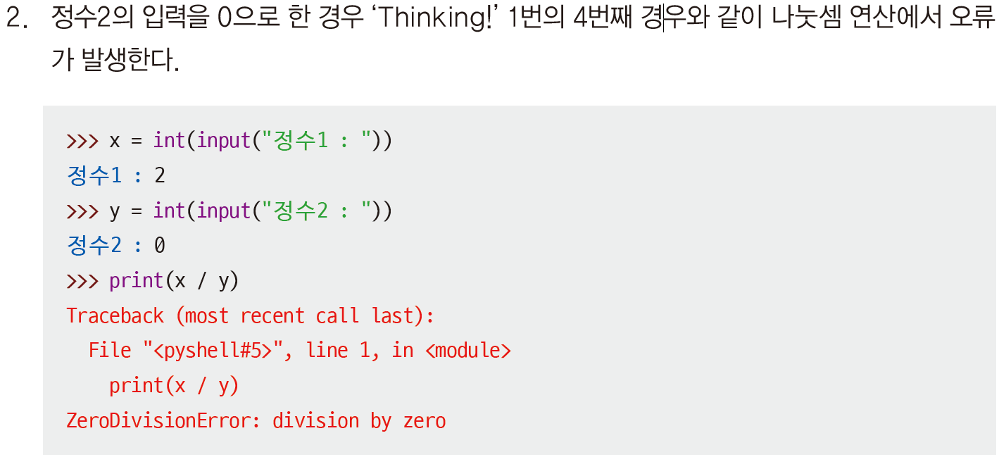 2. 정수2의 입력을 0으로 한 경우 ‘Thinking!’ 1번의 4번째 경우와 같이 나눗셈 연산에서 오류
가 발생한다.
>>> x = int(input("정수1 : "))
정수1 : 2
>>> y = int(input("정수2 : "))
정수2 : 0
>>> print(x / y)
Traceback (most recent call last):
  File "<pyshell#5>", line 1, in <module>
    print(x / y)
ZeroDivisionError: division by zero